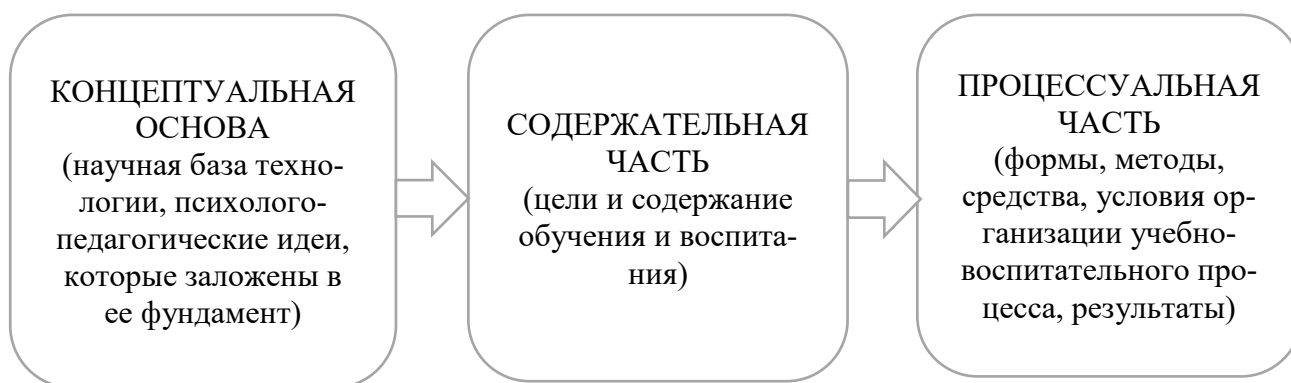 КОНЦЕПТУАЛЬНАЯ
ОСНОВА
(научная база техно-
логии, психолого-
педагогические идеи,
которые заложены в
ее фундамент)
СОДЕРЖАТЕЛЬНАЯ
ЧАСТЬ
(цели и содержание
обучения и воспита-
ния)
ПРОЦЕССУАЛЬНАЯ
ЧАСТЬ
(формы, методы,
средства, условия ор-
ганизации учебно-
воспитательного про-
цесса, результаты)